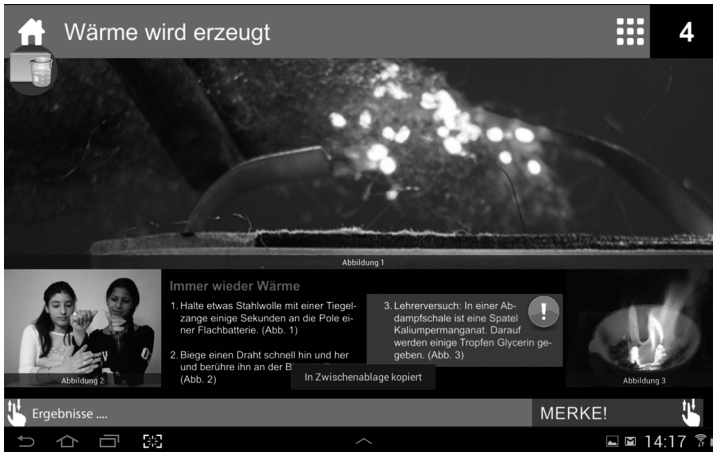 Wärme wird erzeugt
4
Abbildung 1
Immer wieder Wärme
1. Halte etwas Stahlwolle mit einer Tiegel-
zange einige Sekunden an die Pole ei-
ner Flachbatterie. (Abb. 1)
2. Biege einen Draht schnell hin und her
und berühre ihn an der
(Abb. 2)
3. Lehrerversuch: In einer Ab-
dampfschale ist eine Spatel
Kaliumpermanganat. Darauf
werden einige Tropfen Glycerin ge-
geben. (Abb. 3)
!
Abbildung 2
In Zwischenablage kopiert
Abbildung 3
Ergebnisse ....
MERKE!
14:17